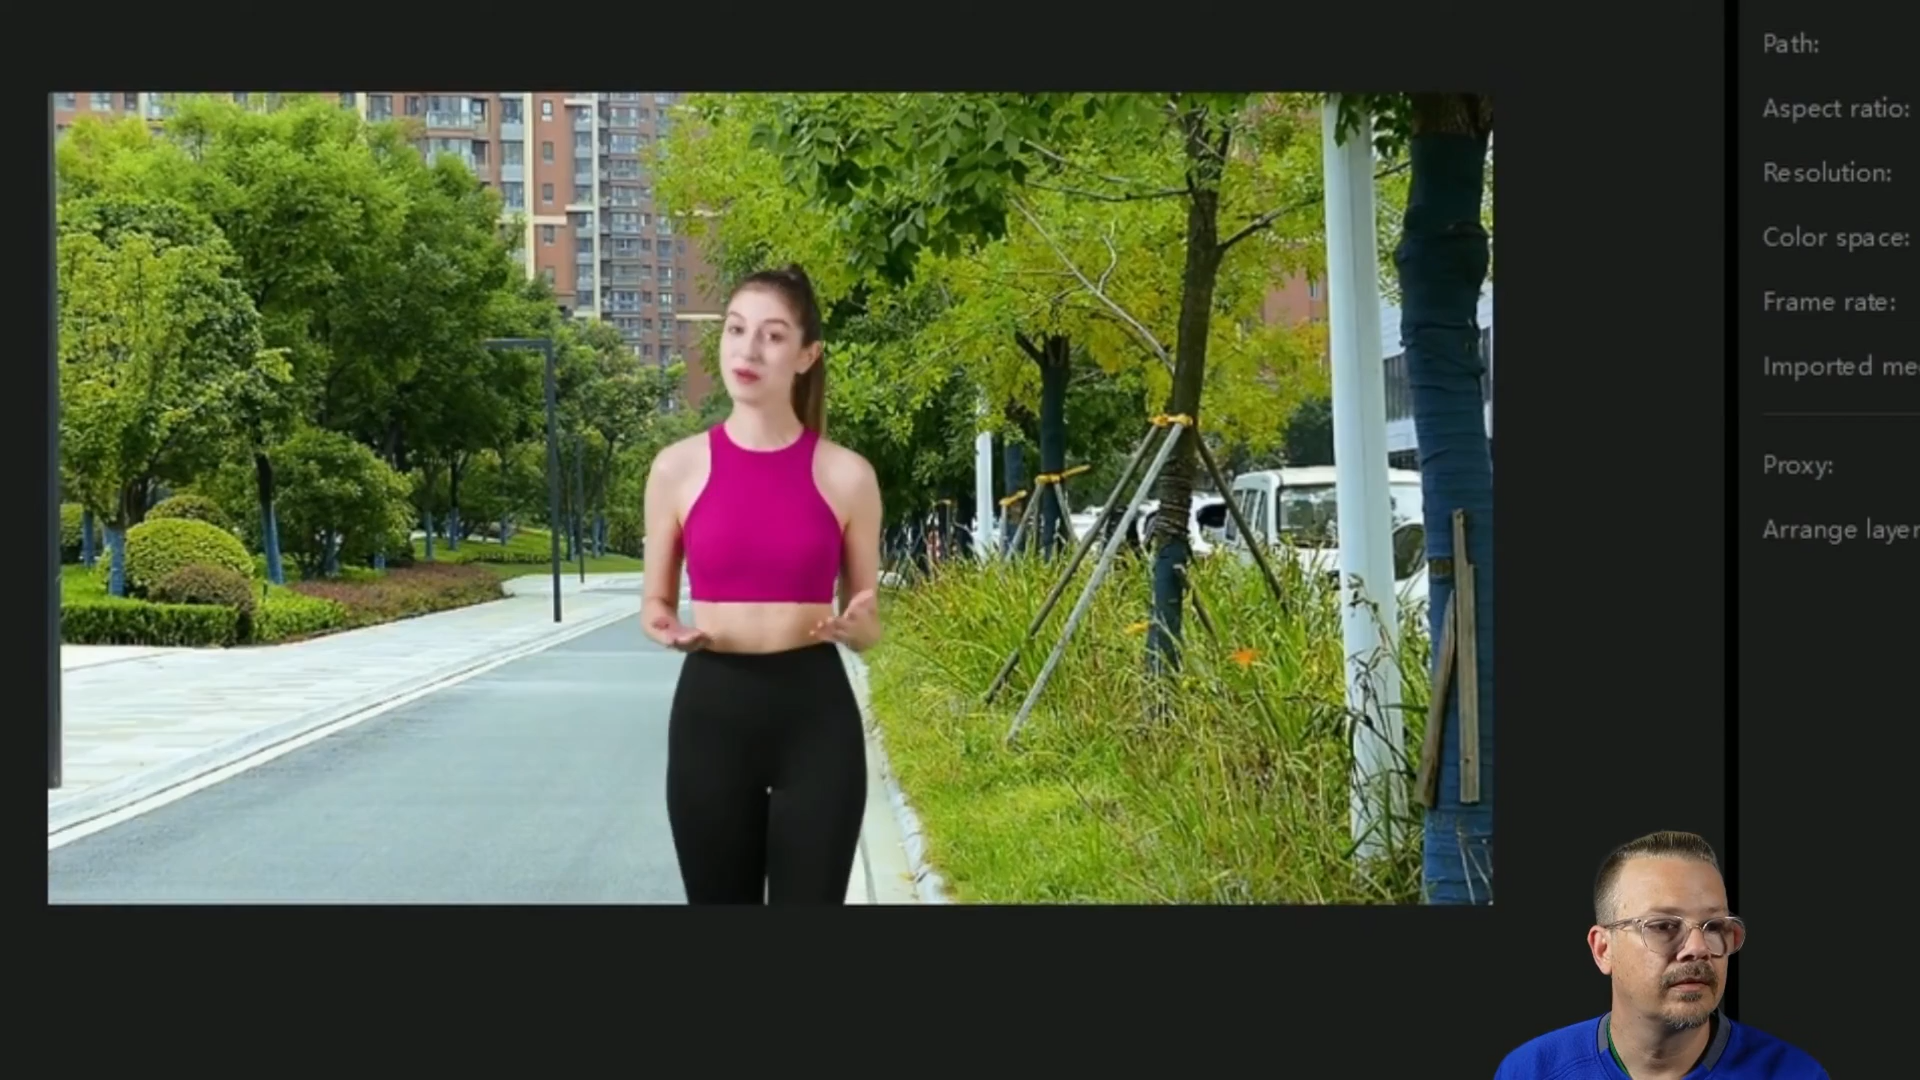 Path:
Aspect ratio:
Resolution:
Color space:
Frame rate:
Imported me
Proxy:
Arrange layer